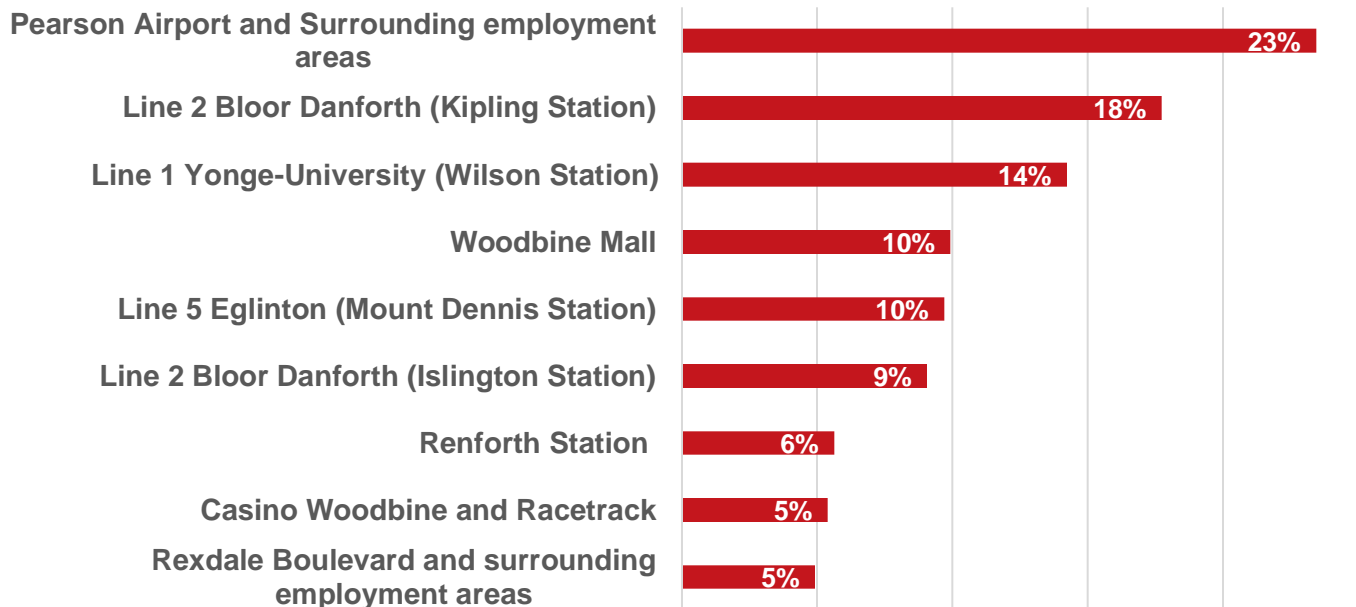 Pearson Airport and Surrounding employment
areas
23%
Line 2 Bloor Danforth (Kipling Station)
18%
Line 1 Yonge-University (Wilson Station)
14%
Woodbine Mall
10%
Line 5 Eglinton (Mount Dennis Station)
10%
Line 2 Bloor Danforth (Islington Station)
9%
Renforth Station
6%
Casino Woodbine and Racetrack
5%
Rexdale Boulevard and surrounding
employment areas
5%